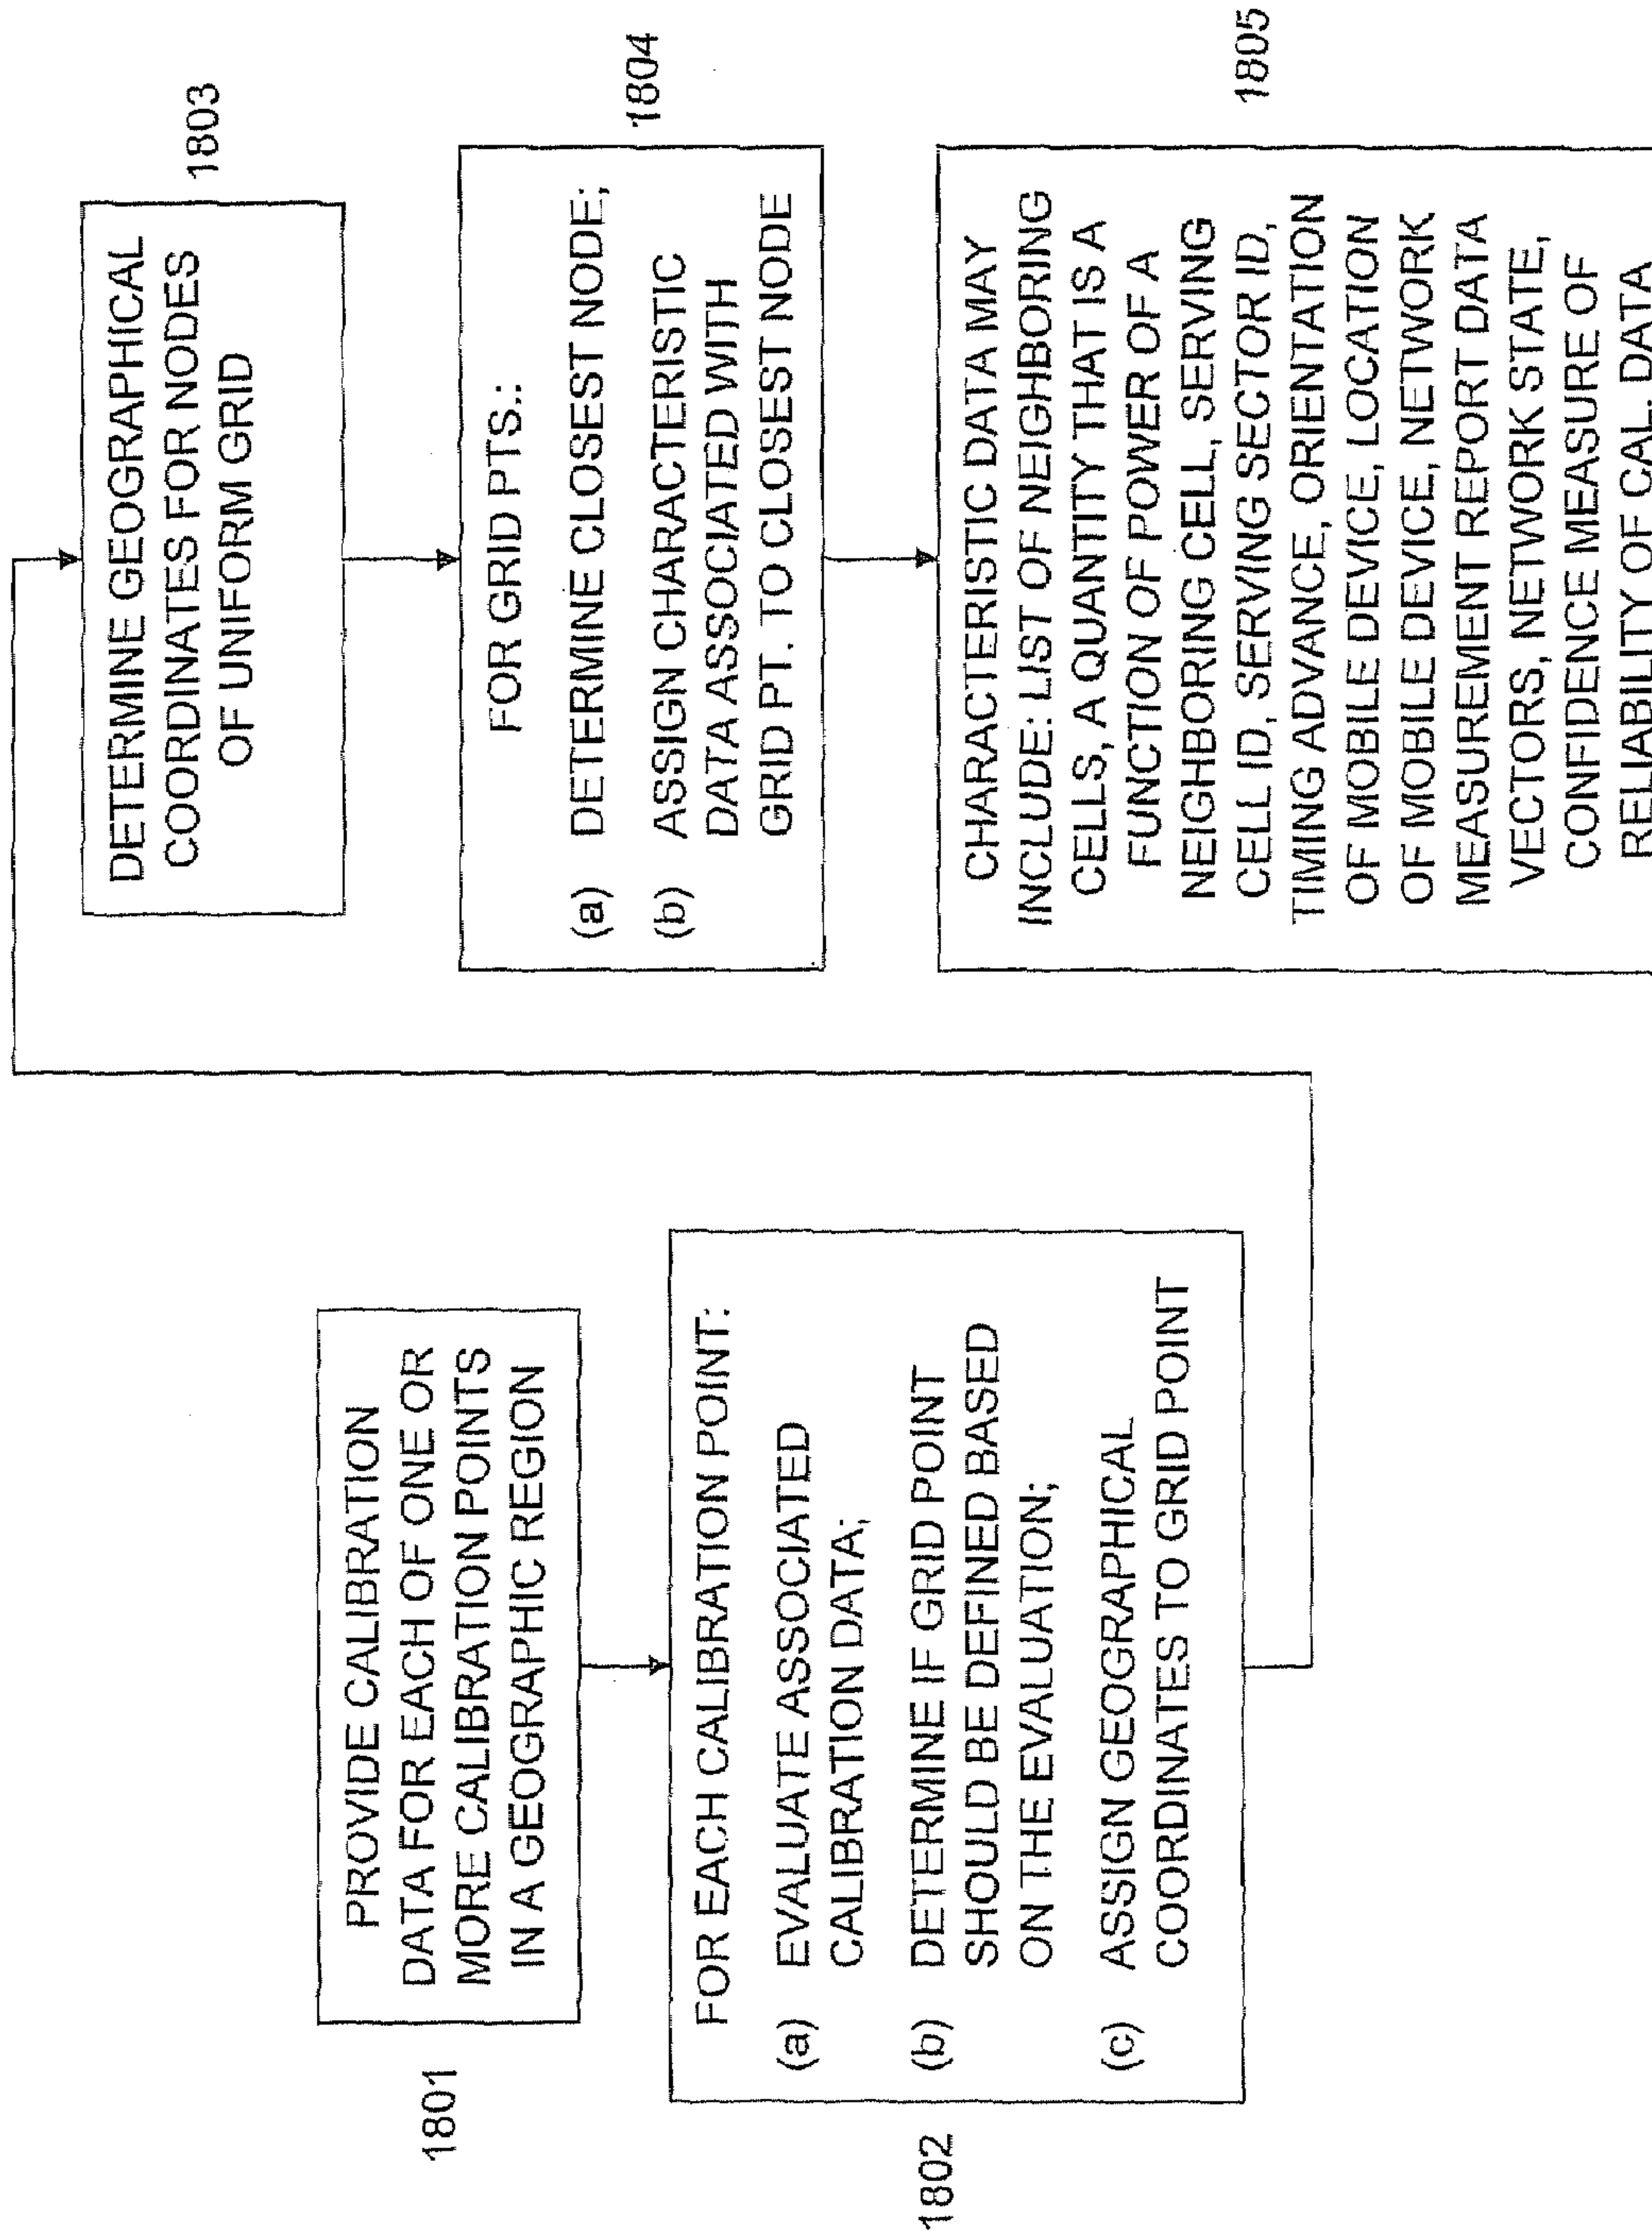 1801
PROVIDE CALIBRATION
DATA FOR EACH OF ONE OR
MORE CALIBRATION POINTS
IN A GEOGRAPHIC REGION
1802
FOR EACH CALIBRATION POINT:
(a) EVALUATE ASSOCIATED
CALIBRATION DATA;
(b) DETERMINE IF GRID POINT
SHOULD BE DEFINED BASED
ON THE EVALUATION;
(c) ASSIGN GEOGRAPHICAL
COORDINATES TO GRID POINT
1803
DETERMINE GEOGRAPHICAL
COORDINATES FOR NODES
OF UNIFORM GRID
1804
FOR GRID PTS.:
(a) DETERMINE CLOSEST NODE;
(b) ASSIGN CHARACTERISTIC
DATA ASSOCIATED WITH
GRID PT. TO CLOSEST NODE
1805
CHARACTERISTIC DATA MAY
INCLUDE: LIST OF NEIGHBORING
CELLS, A QUANTITY THAT IS A
FUNCTION OF POWER OF A
NEIGHBORING CELL, SERVING
CELL ID, SERVING SECTOR ID,
TIMING ADVANCE, ORIENTATION
OF MOBILE DEVICE, LOCATION
OF MOBILE DEVICE, NETWORK
MEASUREMENT REPORT DATA
VECTORS, NETWORK STATE,
CONFIDENCE MEASURE OF
RELIABILITY OF CAL. DATA